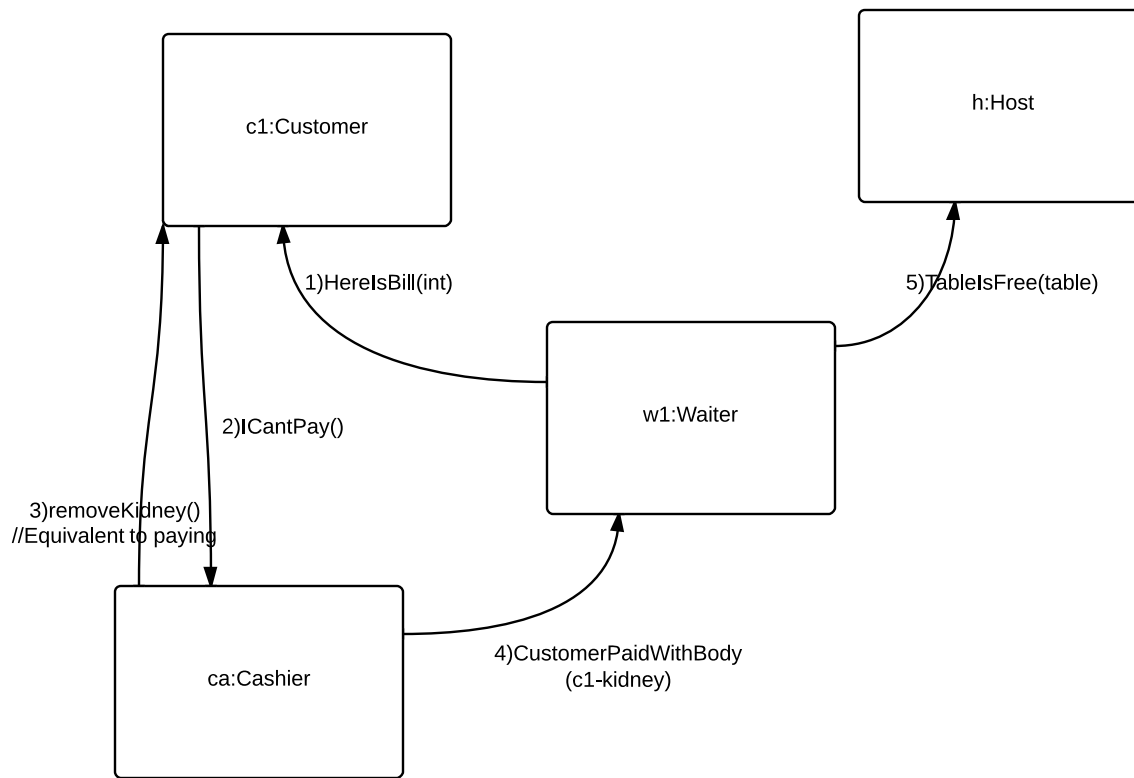 h:Host
c1:Customer
1)HereIsBill(int)
5)TableIsFree(table)
w1:Waiter
2)ICantPay()
3)removeKidney()
//Equivalent to paying
4)CustomerPaidWithBody
(c1-kidney)
ca:Cashier